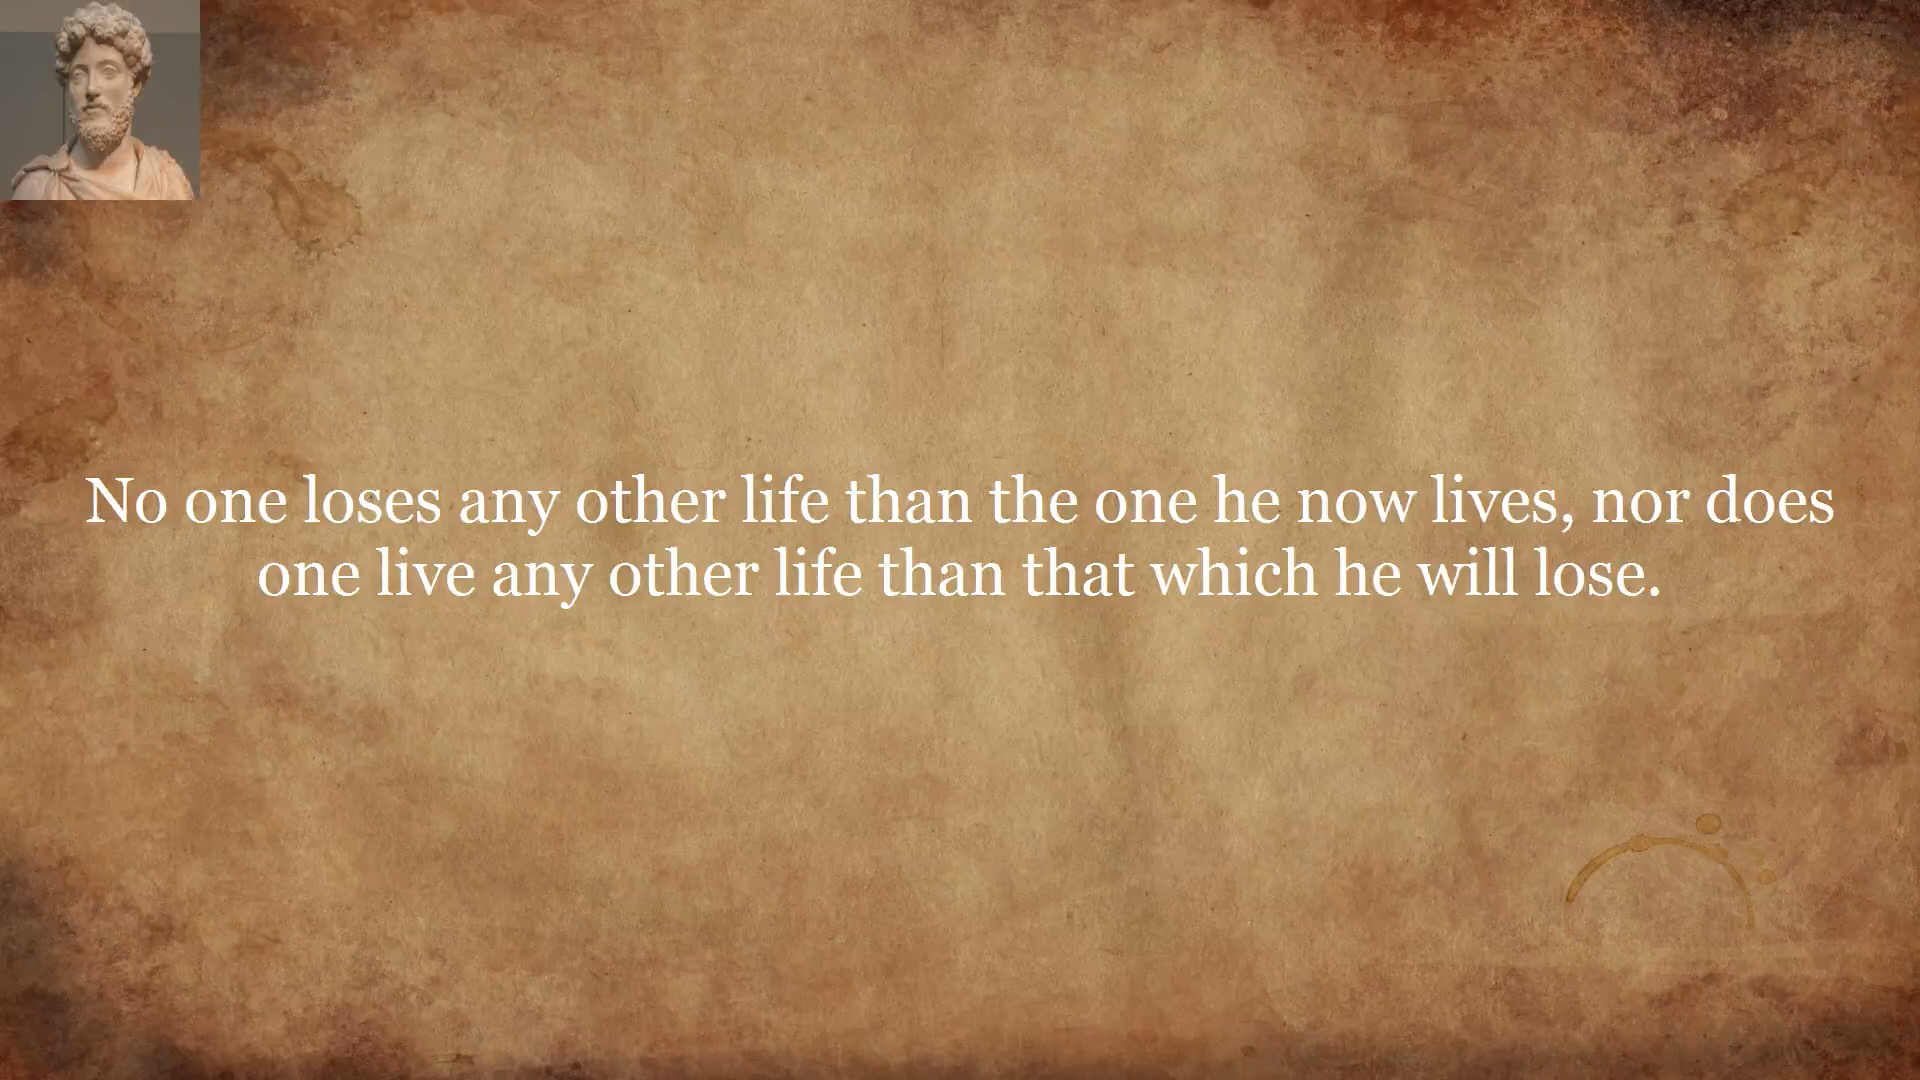 No one loses any other life than the one he now lives, nor does
one live any other life than that which he will lose.